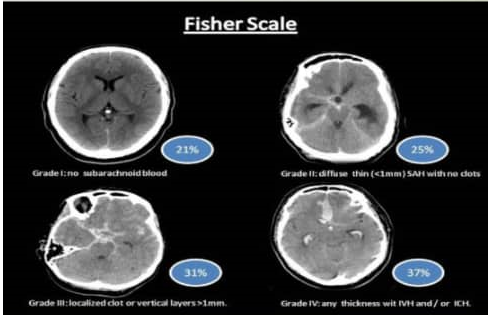 Fisher Scale
21%
Grade I: no subarachnoid blood
25%
Grade II: diffuse thin (<1mm) SAH with no clots
31%
Grade III: localized clot or vertical layers >1mm.
37%
Grade IV: any thickness wit IVH and / or ICH.